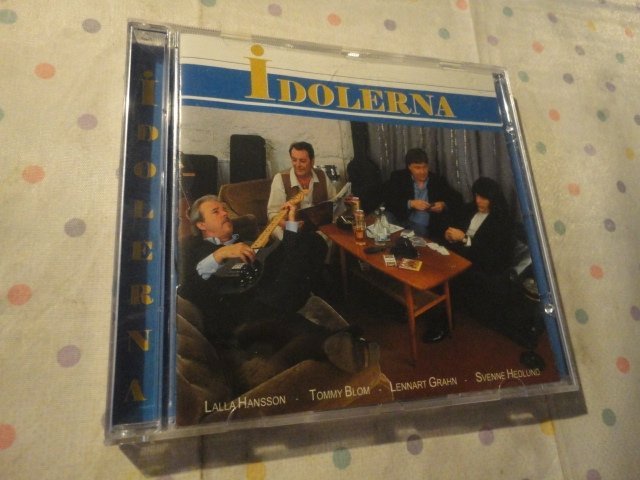 IDOLERNA
IDOLERNA
LALLA HANSSON - TOMMY BLOM - LENNART GRAHN - SVENNE HEDLUND